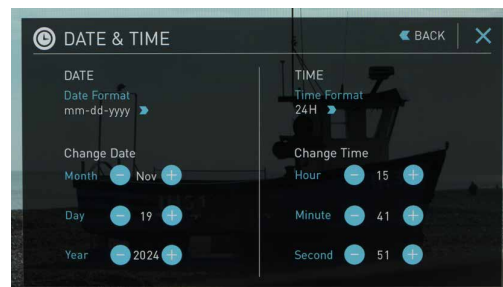 DATE & TIME
BACK
DATE
Date Format
mm-dd-yyyy
Change Date
Month
Nov
Day
19
Year
2024
TIME
Time Format
24H
Change Time
Hour
15
Minute
41
Second
51